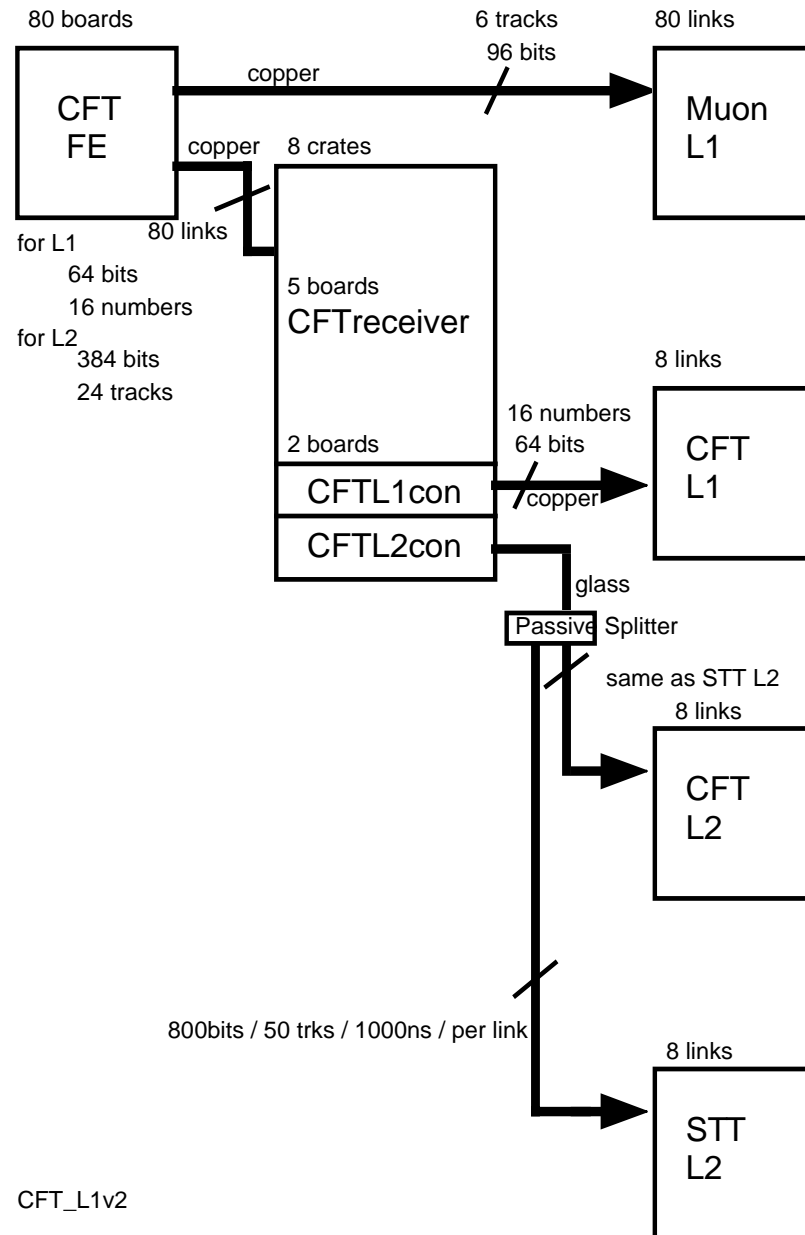 80 boards
6 tracks
80 links
96 bits
copper
CFT
FE
Muon
L1
copper
8 crates
80 links
for L1
64 bits
16 numbers
for L2
384 bits
24 tracks
5 boards
CFTreceiver
8 links
16 numbers
2 boards
64 bits
CFT
L1
CFTL1con
copper
CFTL2con
glass
Passive Splitter
same as STT L2
8 links
CFT
L2
800bits / 50 trks / 1000ns / per link
8 links
STT
L2
CFT_L1v2